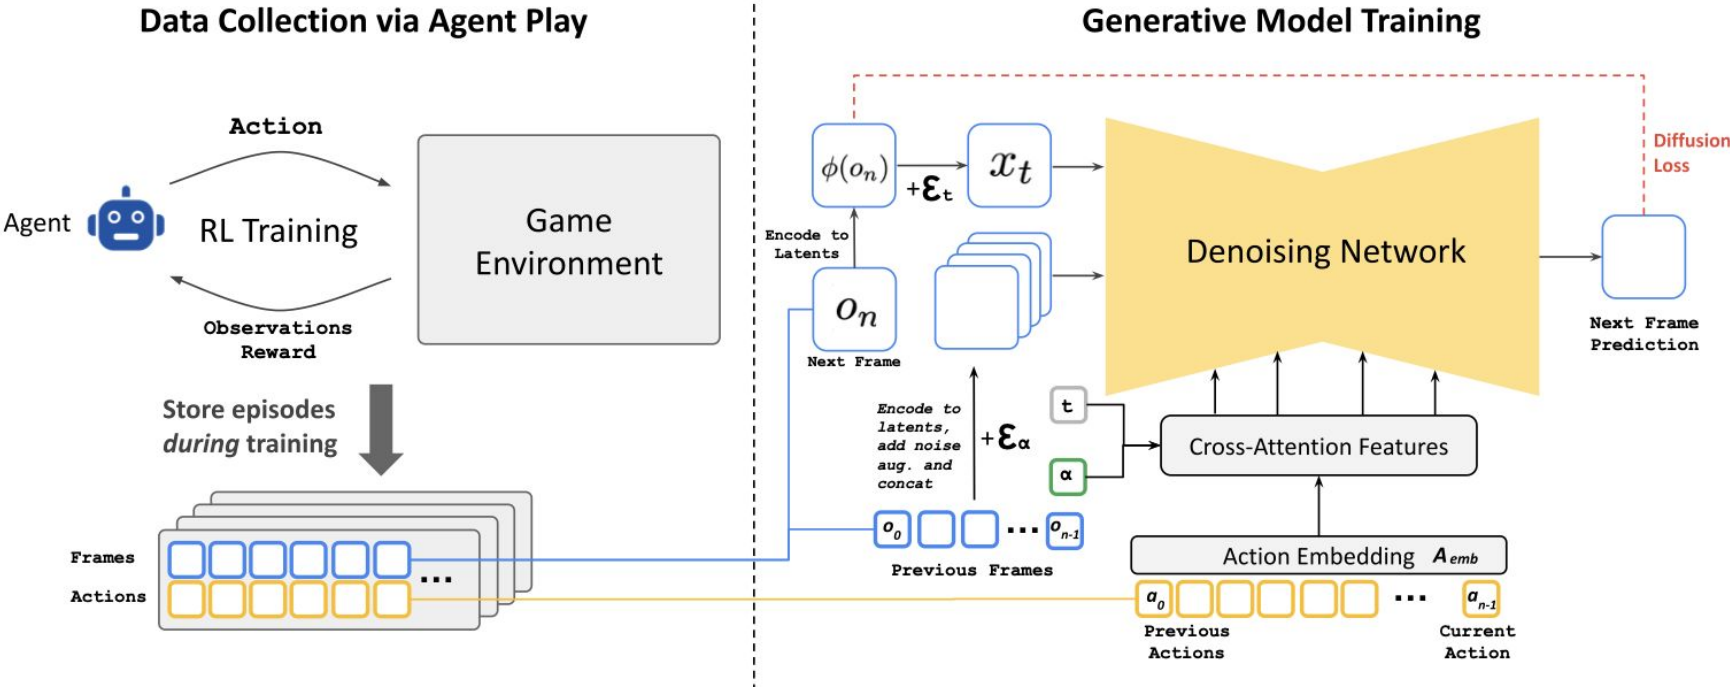 Data Collection via Agent Play
Action
Agent
RL Training
Game
Environment
Observations
Reward
Store episodes
during training
Frames
Actions
...
Generative Model Training
ϕ(oₙ)
+εt
xₜ
Diffusion
Loss
Encode to
Latents
Denoising Network
oₙ
Next Frame
Next Frame
Prediction
Encode to
latents,
add noise
aug. and
concat
+εα
t
α
Cross-Attention Features
o₀ ... oₙ₋₁
Previous Frames
Action Embedding Aemb
a₀ ... aₙ₋₁
Previous
Actions
Current
Action